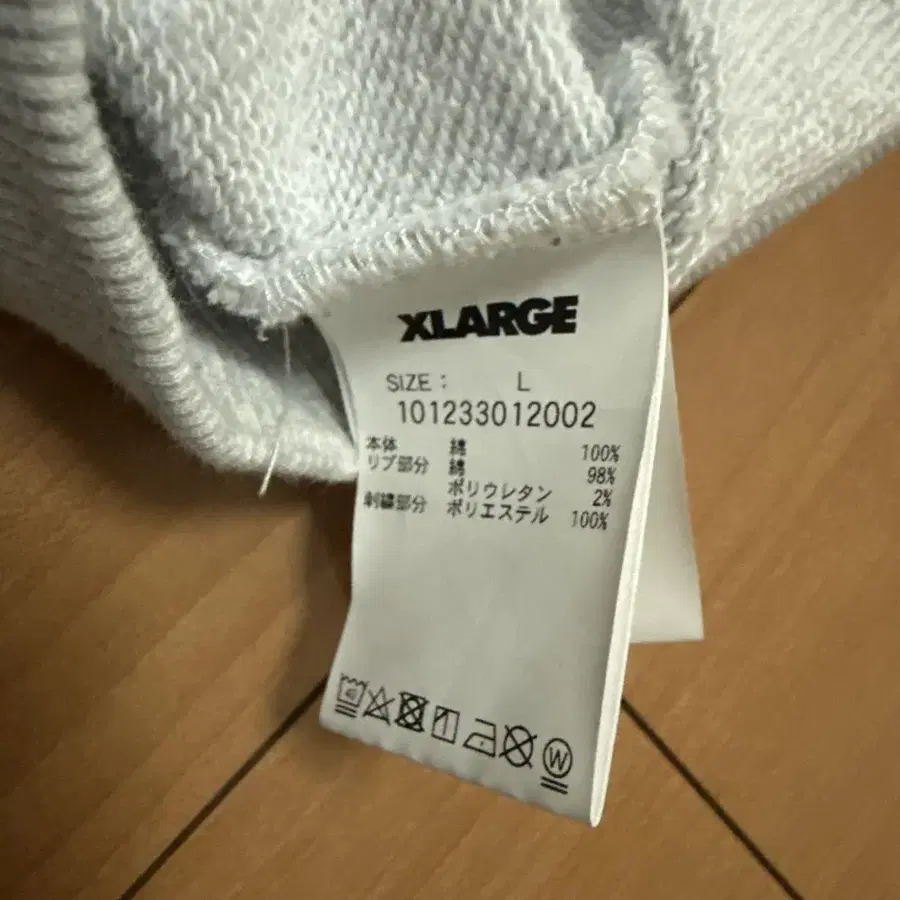 XLARGE
SIZE : L
101233012002
本体 綿 100%
リブ部分 綿 98%
ポリウレタン 2%
刺繍部分 ポリエステル 100%
40
W